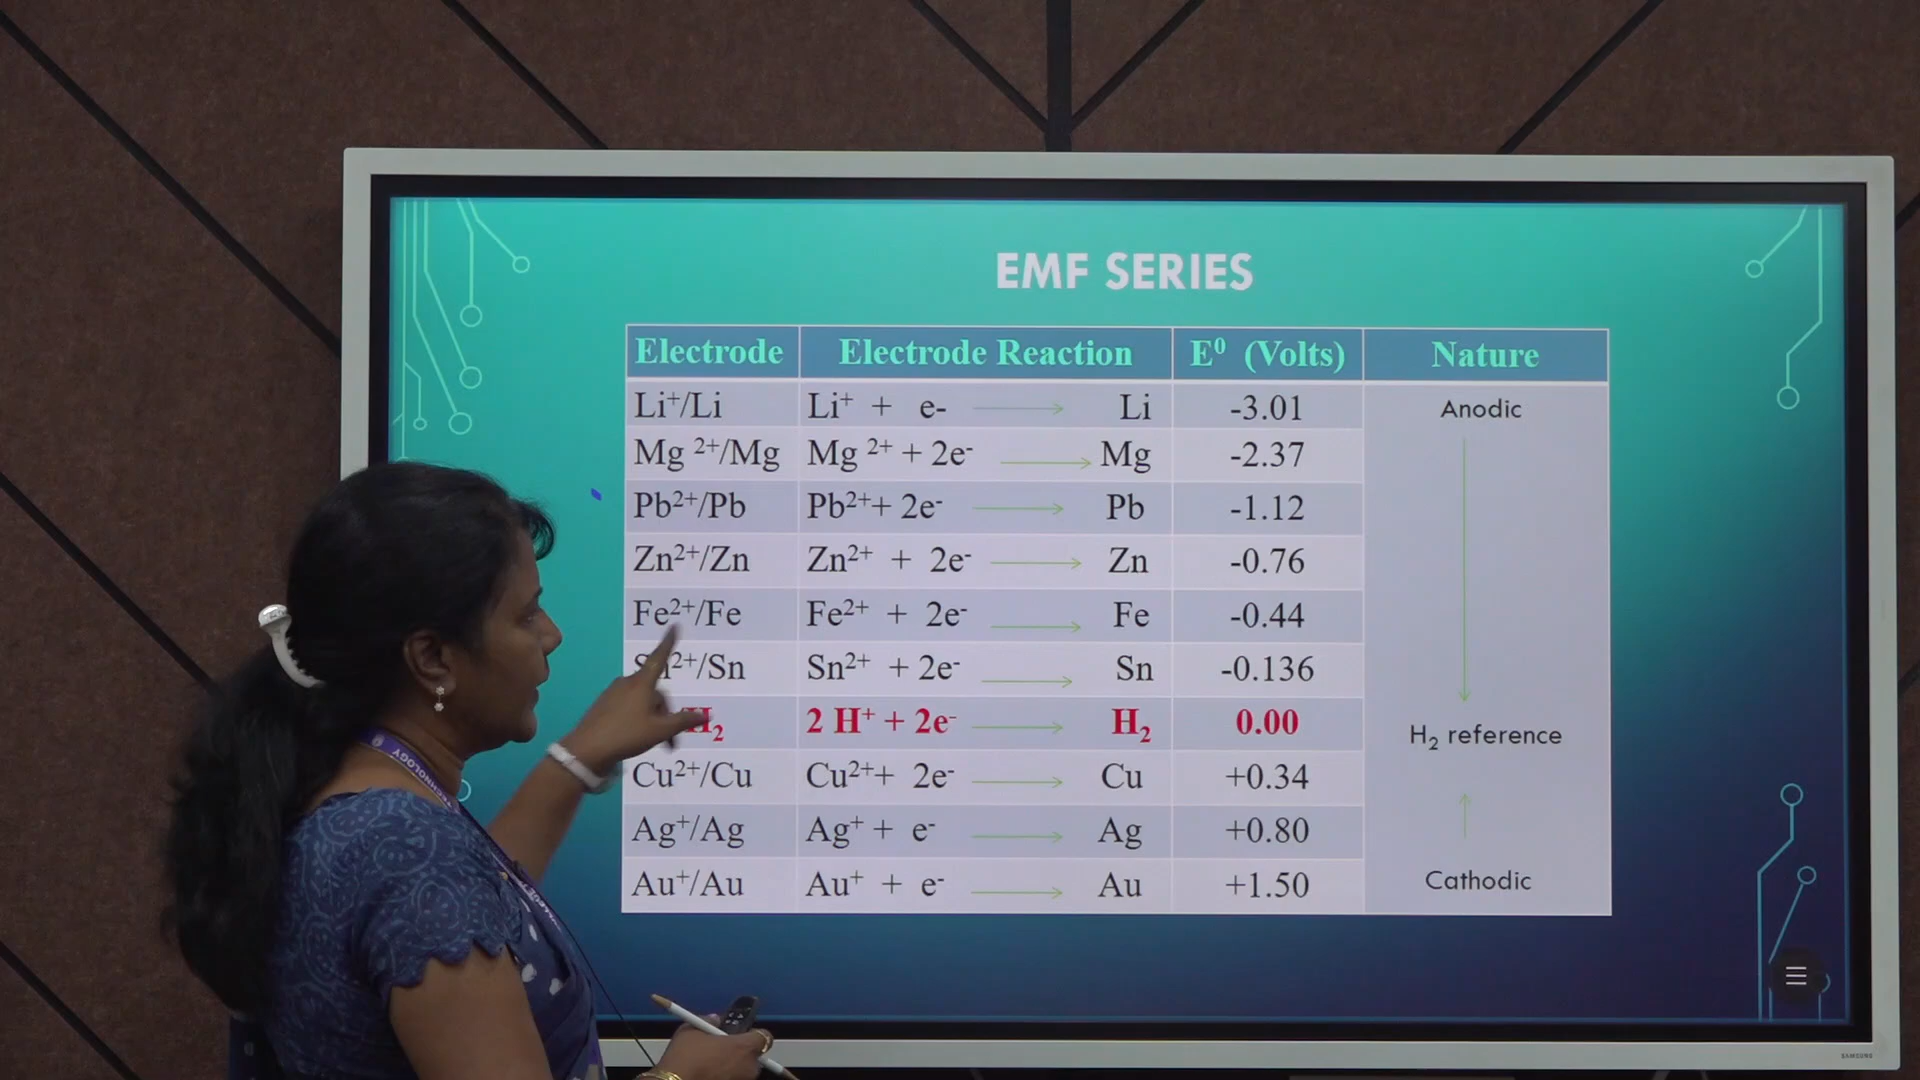 EMF SERIES
Electrode Electrode Reaction E⁰ (Volts) Nature
Li⁺/Li Li⁺ + e- → Li -3.01 Anodic
Mg ²⁺/Mg Mg ²⁺ + 2e⁻ → Mg -2.37
Pb²⁺/Pb Pb²⁺+ 2e⁻ → Pb -1.12
Zn²⁺/Zn Zn²⁺ + 2e⁻ → Zn -0.76
Fe²⁺/Fe Fe²⁺ + 2e⁻ → Fe -0.44
²⁺/Sn Sn²⁺ + 2e⁻ → Sn -0.136
H₂ 2 H⁺ + 2e⁻ → H₂ 0.00 H₂ reference
Cu²⁺/Cu Cu²⁺+ 2e⁻ → Cu +0.34
Ag⁺/Ag Ag⁺ + e⁻ → Ag +0.80
Au⁺/Au Au⁺ + e⁻ → Au +1.50 Cathodic
SAMSUNG